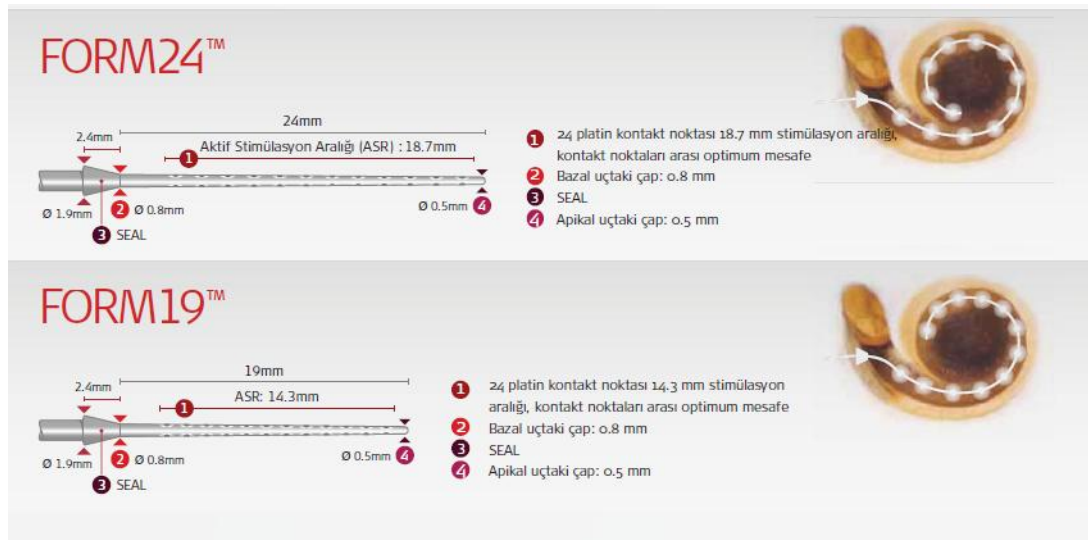 FORM24™
24mm
2.4mm
Aktif Stimülasyon Aralığı (ASR) : 18.7mm
1
Ø 1.9mm
2 Ø 0.8mm
Ø 0.5mm 4
3 SEAL
1 24 platin kontakt noktası 18.7 mm stimülasyon aralığı,
kontakt noktaları arası optimum mesafe
2 Bazal uçtaki çap: 0.8 mm
3 SEAL
4 Apikal uçtaki çap: 0.5 mm
FORM19™
19mm
2.4mm
ASR: 14.3mm
1
Ø 1.9mm
2 Ø 0.8mm
Ø 0.5mm 4
3 SEAL
1 24 platin kontakt noktası 14.3 mm stimülasyon
aralığı, kontakt noktaları arası optimum mesafe
2 Bazal uçtaki çap: 0.8 mm
3 SEAL
4 Apikal uçtaki çap: 0.5 mm